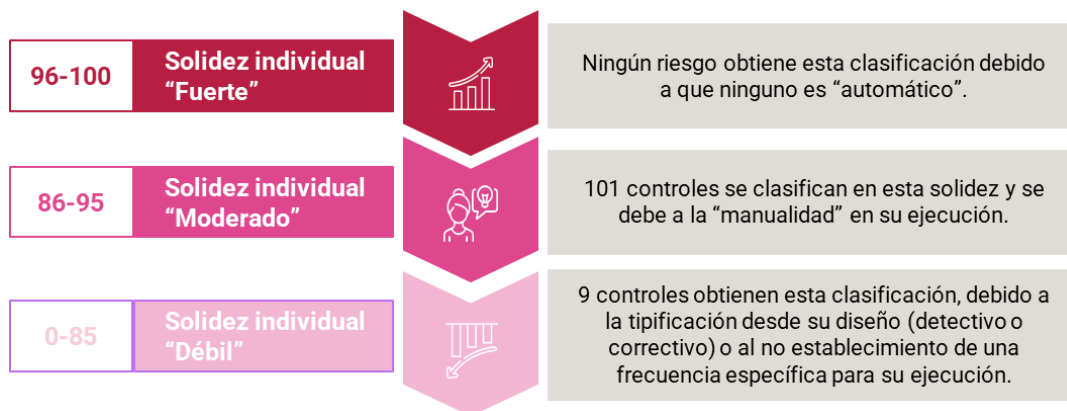 96-100
Solidez individual
“Fuerte”
Ningún riesgo obtiene esta clasificación debido
a que ninguno es “automático”.
86-95
Solidez individual
“Moderado”
101 controles se clasifican en esta solidez y se
debe a la “manualidad” en su ejecución.
0-85
Solidez individual
“Débil”
9 controles obtienen esta clasificación, debido a
la tipificación desde su diseño (detectivo o
correctivo) o al no establecimiento de una
frecuencia específica para su ejecución.